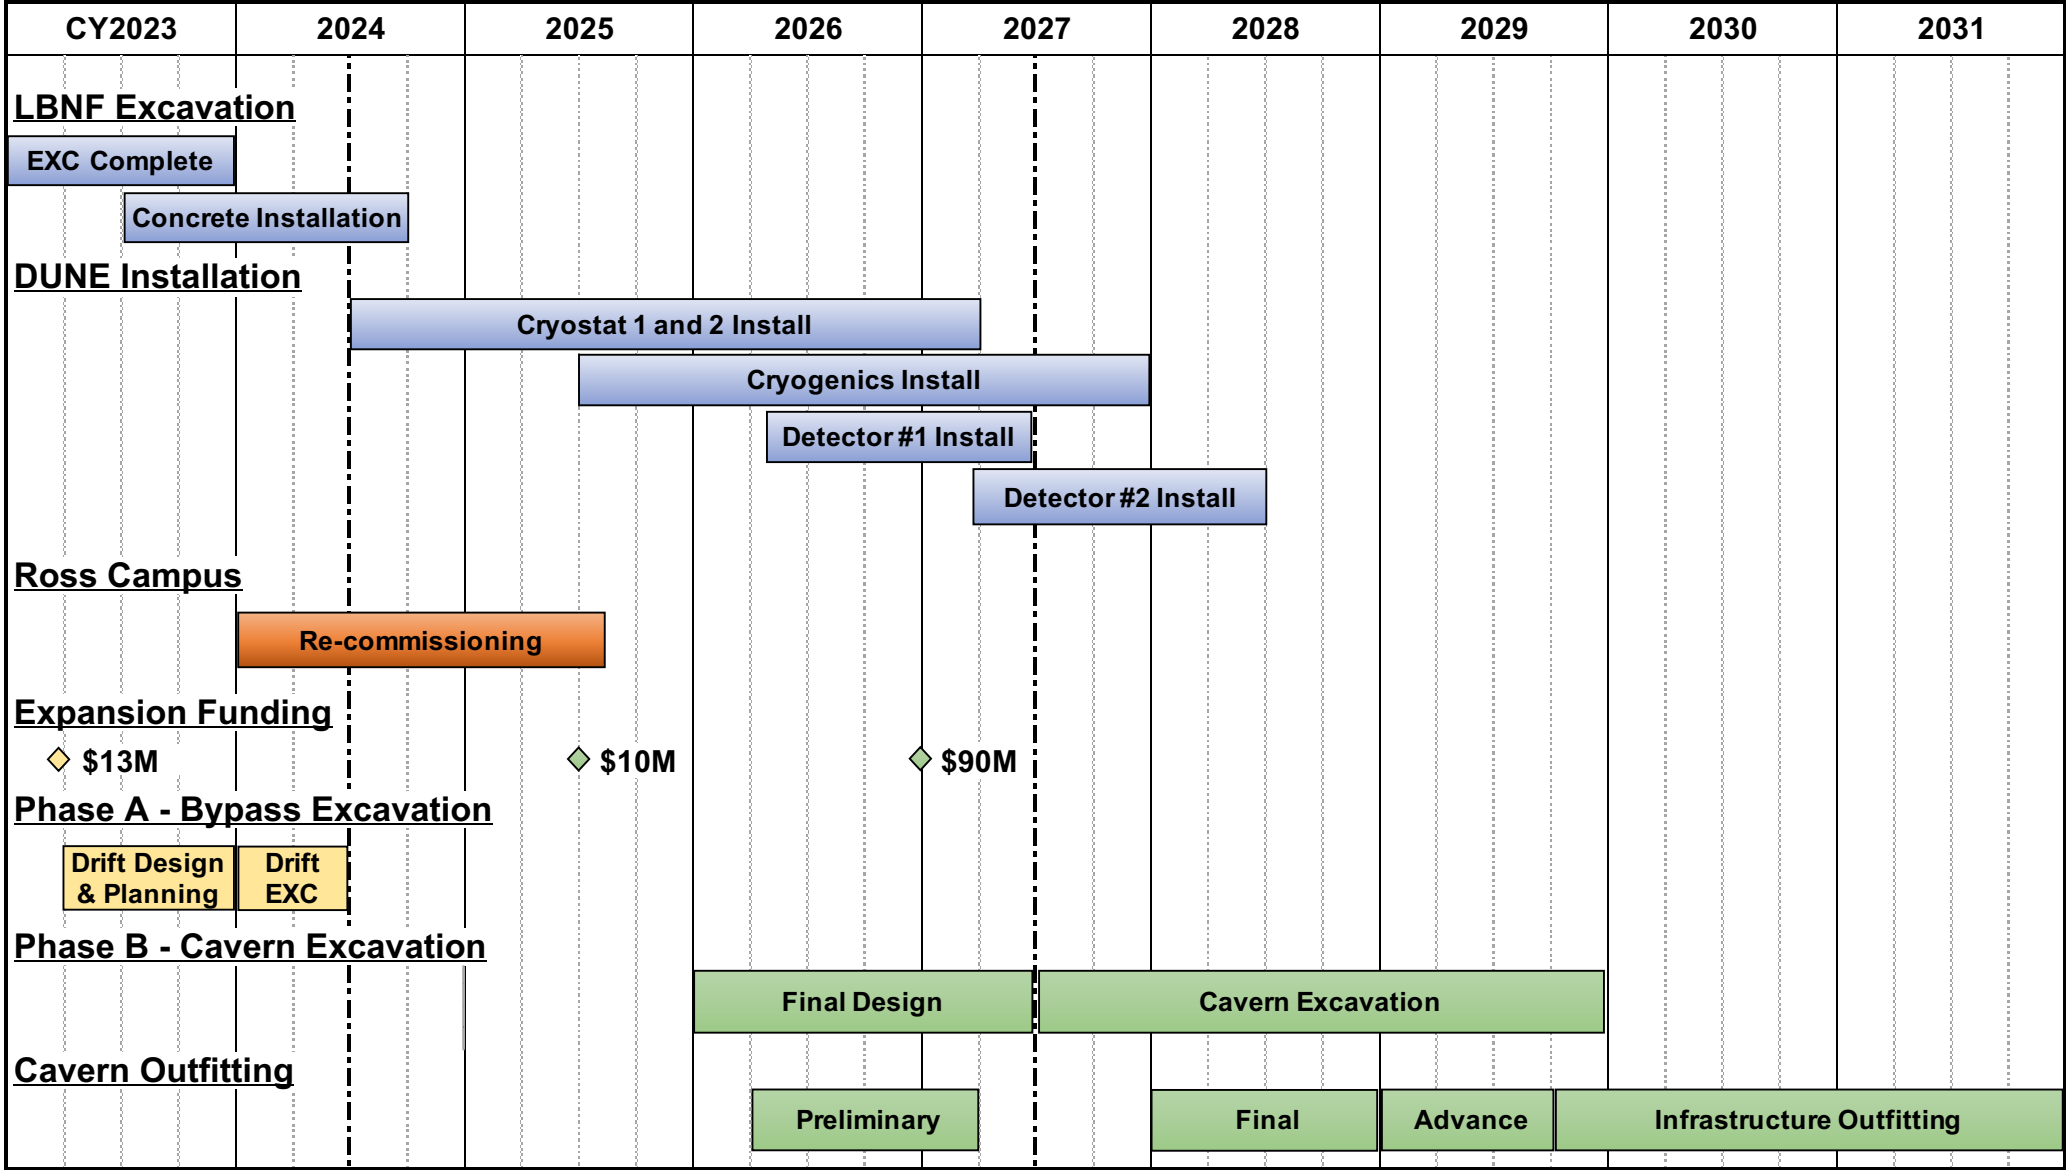 CY2023 2024 2025 2026 2027 2028 2029 2030 2031
LBNF Excavation
EXC Complete
Concrete Installation
DUNE Installation
Cryostat 1 and 2 Install
Cryogenics Install
Detector #1 Install
Detector #2 Install
Ross Campus
Re-commissioning
Expansion Funding
$13M $10M $90M
Phase A - Bypass Excavation
Drift Design
& Planning
Drift
EXC
Phase B - Cavern Excavation
Final Design Cavern Excavation
Cavern Outfitting
Preliminary Final Advance Infrastructure Outfitting